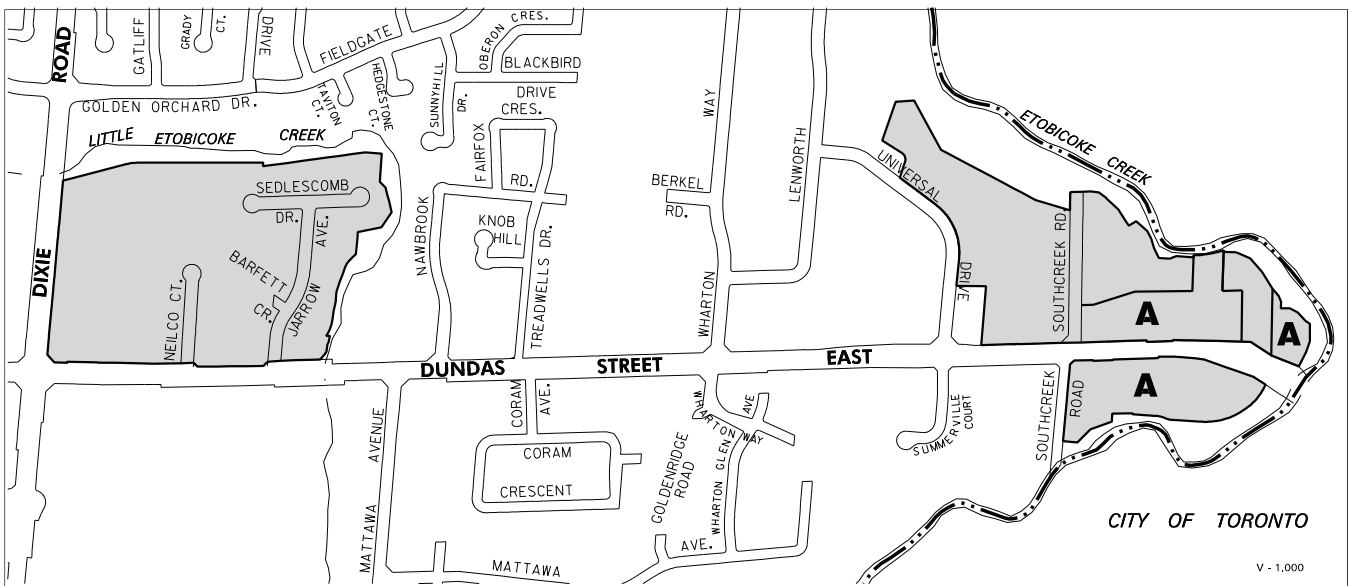 ROAD
DIXIE
GATLIFF
GRADY
CT.
DRIVE
FIELDGATE
GOLDEN ORCHARD DR.
TAVITON
CT.
HEDGESTONE
CT.
SUNNYHILL
DR.
OBERON CRES.
BLACKBIRD
DRIVE
CRES.
FAIRFOX
RD.
LITTLE ETOBICOKE CREEK
SEDLESCOMB
DR.
AVE.
BARFETT
CR.
JARROW
NEILCO CT.
NAWBROOK
KNOB
HILL
TREADWELLS DR.
WAY
BERKEL
RD.
WHARTON
LENWORTH
UNIVERSAL
DRIVE
ETOBICOKE CREEK
SOUTHCREEK RD
A
A
A
DUNDAS STREET EAST
CORAM
AVE.
CORAM
CRESCENT
MATTAWA
AVENUE
MATTAWA
AVE.
GOLDENRIDGE
ROAD
WHARTON WAY
AVE
WHARTON GLEN
SUMMERVILLE
COURT
SOUTHCREEK
ROAD
CITY OF TORONTO
V - 1,000